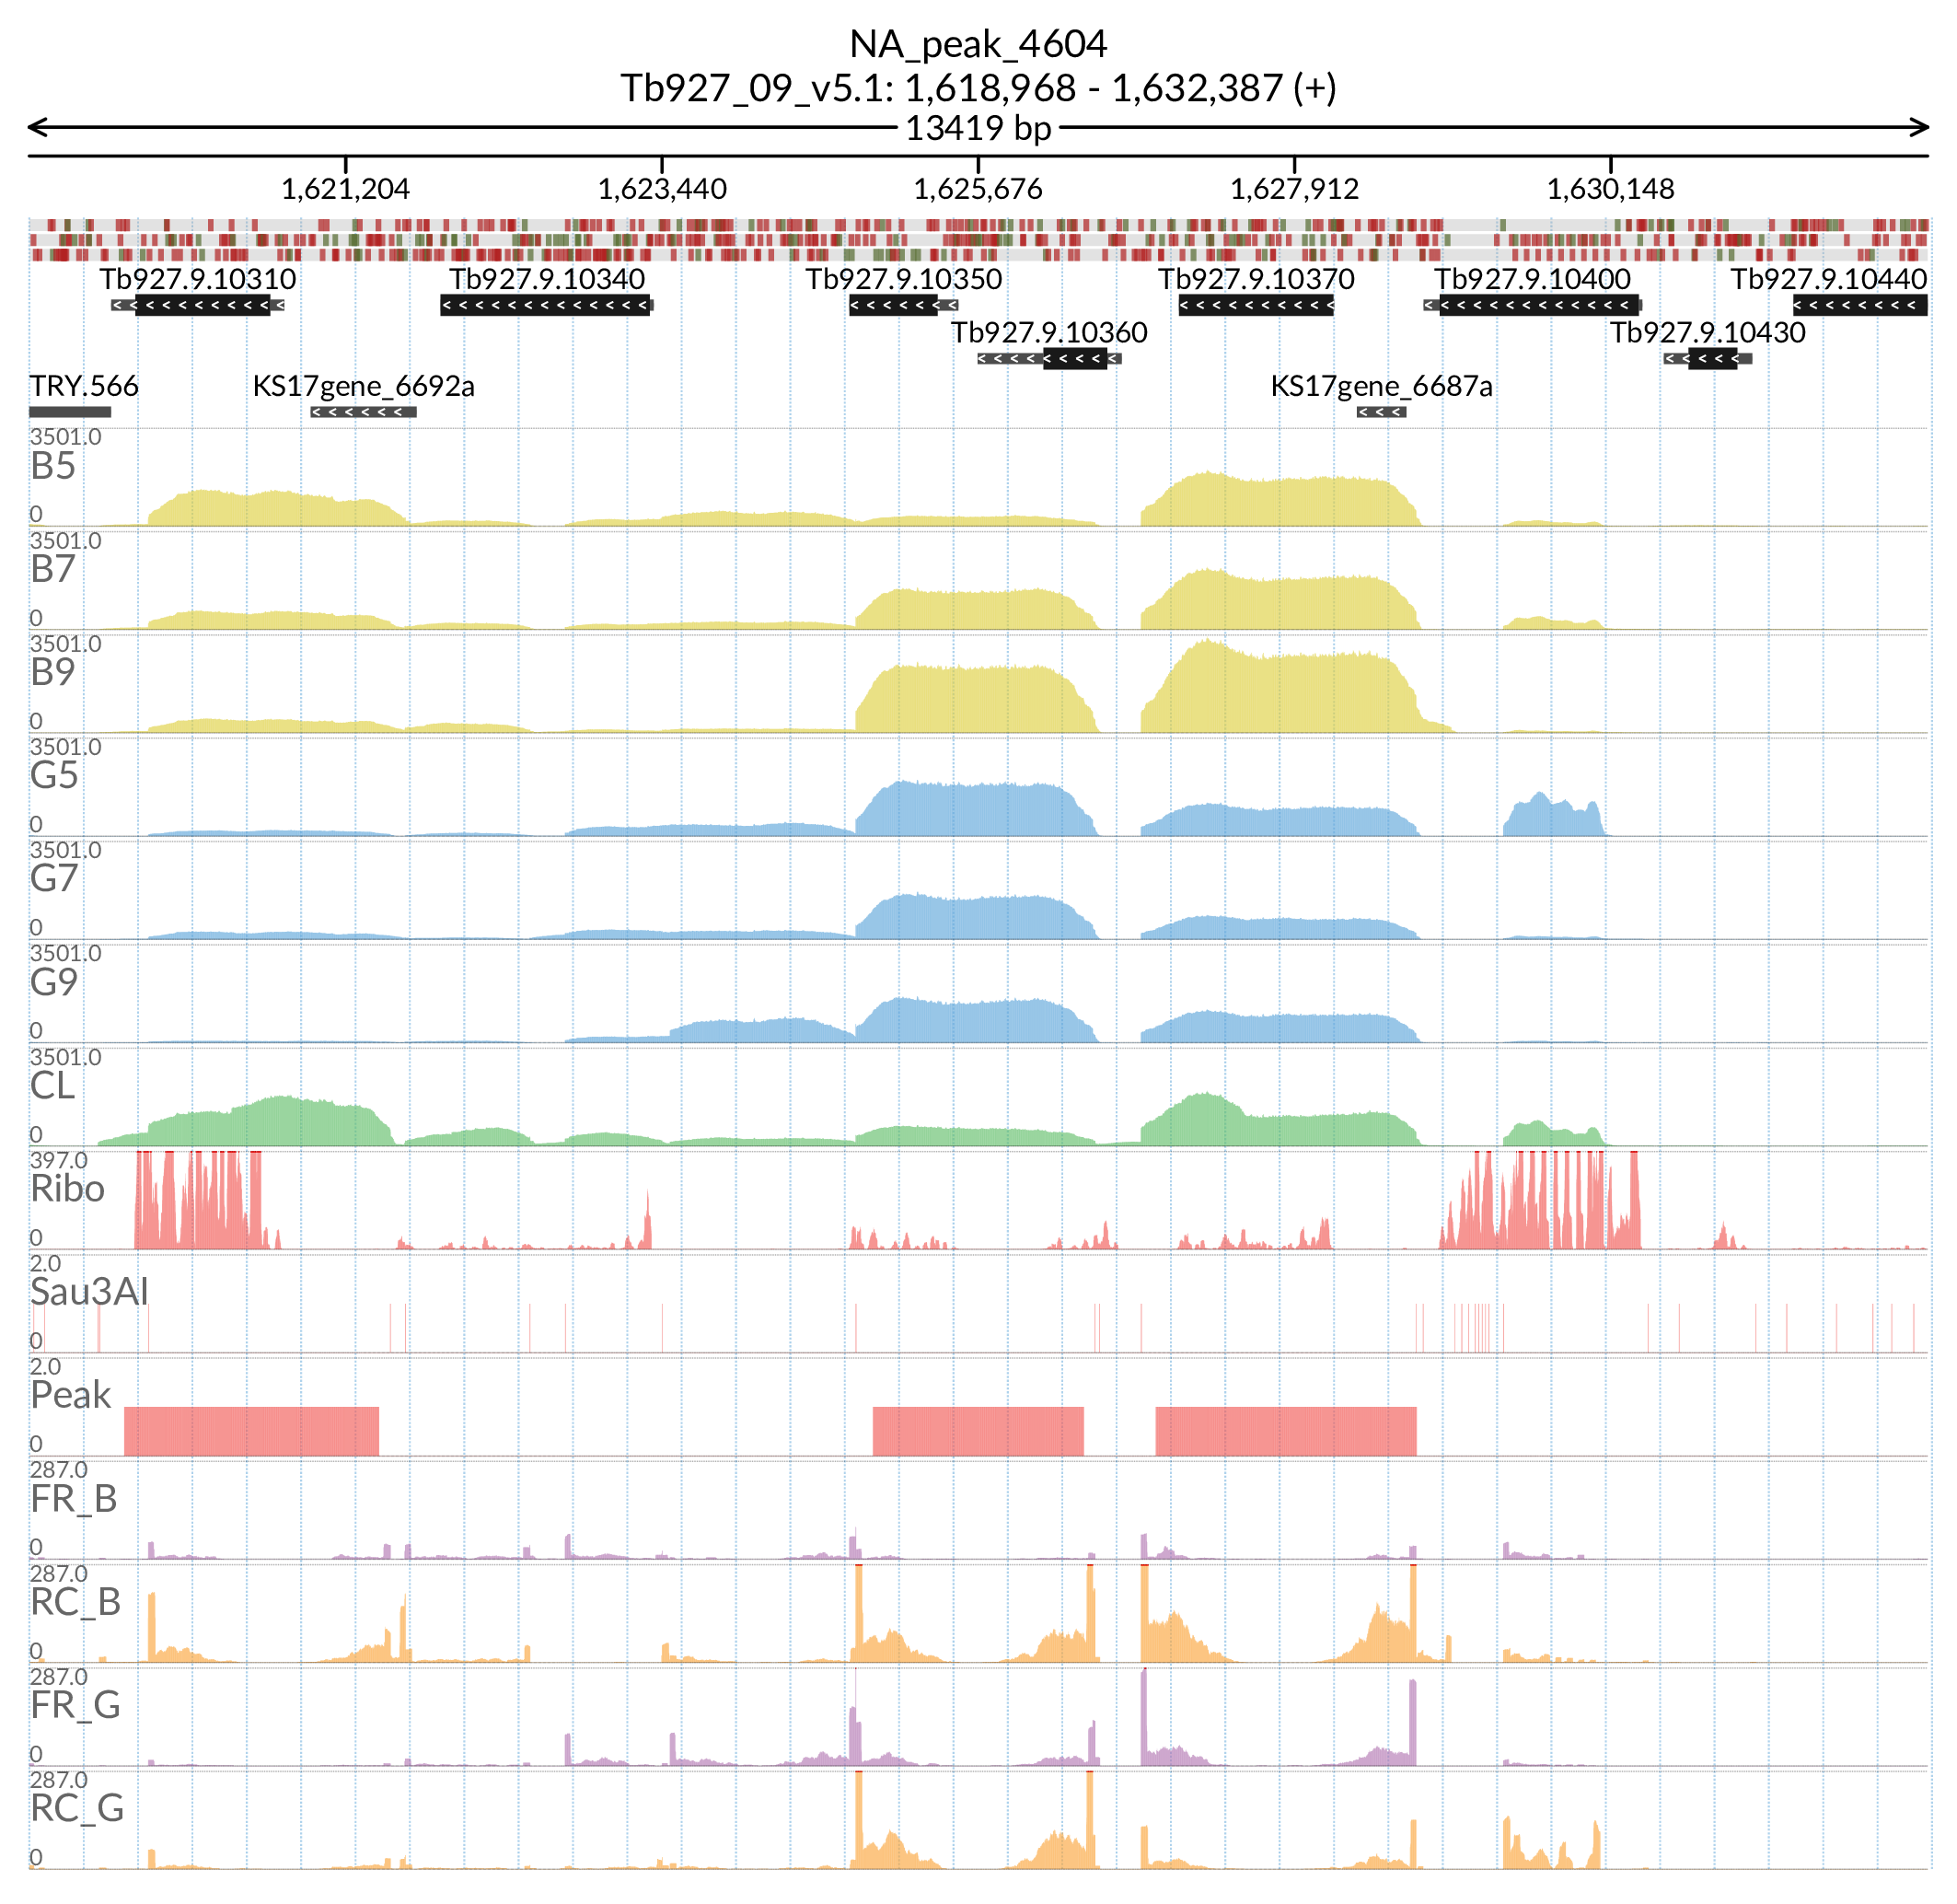 NA_peak_4604
Tb927_09_v5.1: 1,618,968 - 1,632,387 (+)
13419 bp
1,621,204 1,623,440 1,625,676 1,627,912 1,630,148
Tb927.9.10310 Tb927.9.10340 Tb927.9.10350 Tb927.9.10370 Tb927.9.10400 Tb927.9.10440
Tb927.9.10360 Tb927.9.10430
TRY.566 KS17gene_6692a KS17gene_6687a
3501.0
B5
0
3501.0
B7
0
3501.0
B9
0
3501.0
G5
0
3501.0
G7
0
3501.0
G9
0
3501.0
CL
0
397.0
Ribo
0
2.0
Sau3AI
0
2.0
Peak
0
287.0
FR_B
0
287.0
RC_B
0
287.0
FR_G
0
287.0
RC_G
0